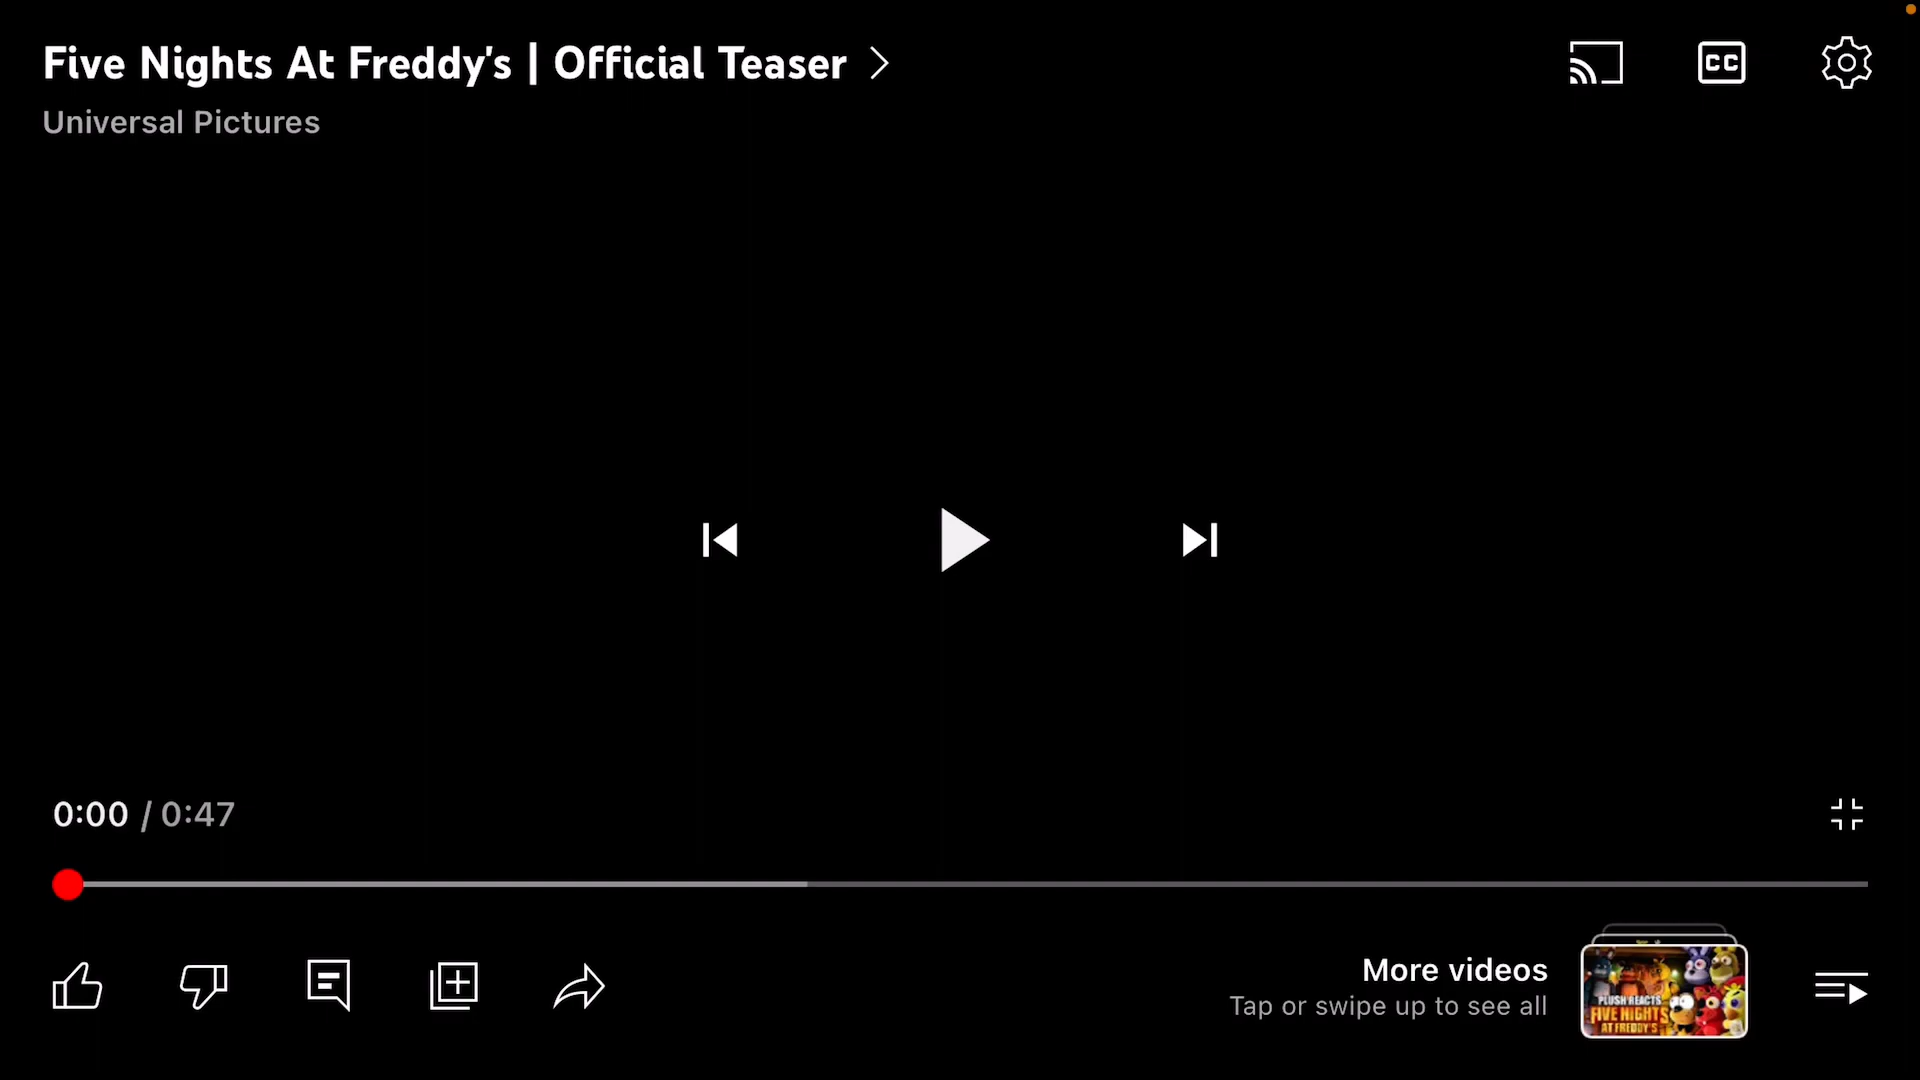 Five Nights At Freddy's | Official Teaser
Universal Pictures
CC
0:00 / 0:47
More videos
Tap or swipe up to see all
PLUSH REACTS
FIVE NIGHTS
AT FREDDY'S